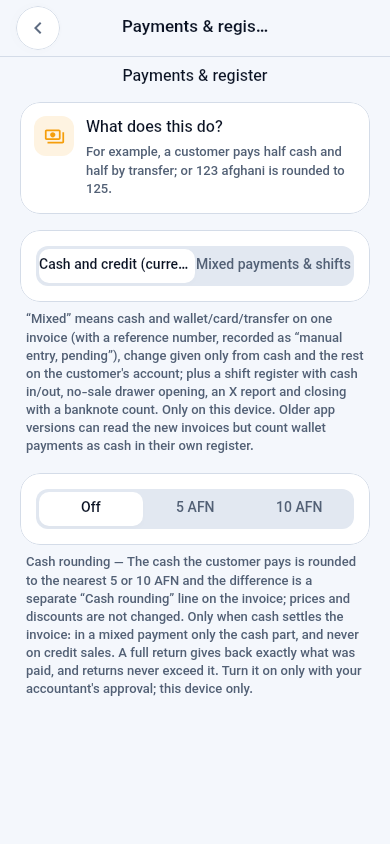 Payments & regis…
Payments & register
What does this do?
For example, a customer pays half cash and
half by transfer; or 123 afghani is rounded to
125.
Cash and credit (curre…
Mixed payments & shifts
“Mixed” means cash and wallet/card/transfer on one
invoice (with a reference number, recorded as “manual
entry, pending”), change given only from cash and the rest
on the customer's account; plus a shift register with cash
in/out, no-sale drawer opening, an X report and closing
with a banknote count. Only on this device. Older app
versions can read the new invoices but count wallet
payments as cash in their own register.
Off
5 AFN
10 AFN
Cash rounding — The cash the customer pays is rounded
to the nearest 5 or 10 AFN and the difference is a
separate “Cash rounding” line on the invoice; prices and
discounts are not changed. Only when cash settles the
invoice: in a mixed payment only the cash part, and never
on credit sales. A full return gives back exactly what was
paid, and returns never exceed it. Turn it on only with your
accountant's approval; this device only.